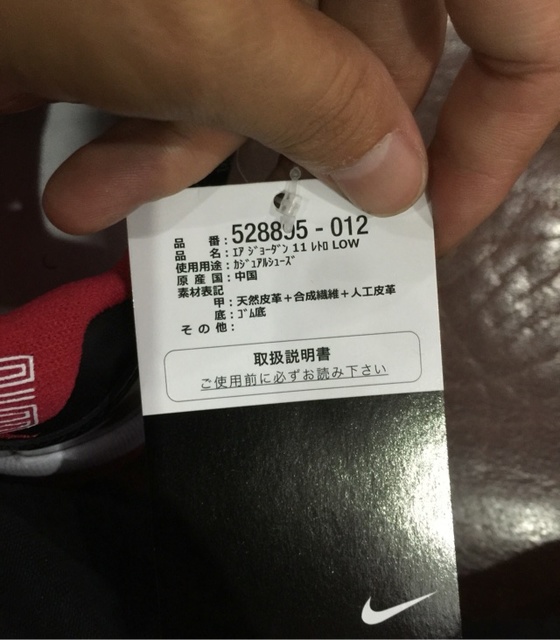 品 番：528895 - 012
品 名：ｴｱ ｼﾞｮｰﾀﾞﾝ 11 ﾚﾄﾛ LOW
使用用途：ｶｼﾞｭｱﾙｼｭｰｽﾞ
原 産 国：中国
素材表記
甲：天然皮革＋合成繊維＋人工皮革
底：ｺﾞﾑ底
そ の 他：
取扱説明書
ご使用前に必ずお読み下さい